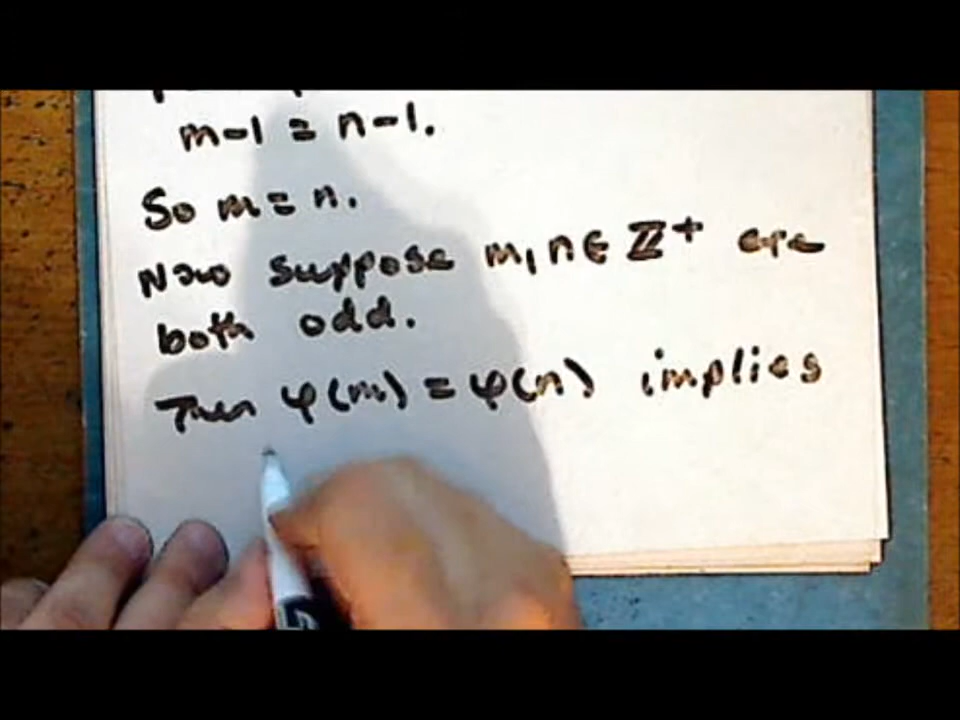 m-1 = n-1.
So m = n.
Now suppose m, n ∈ ℤ⁺ are
both odd.
Then φ(m) = φ(n) implies